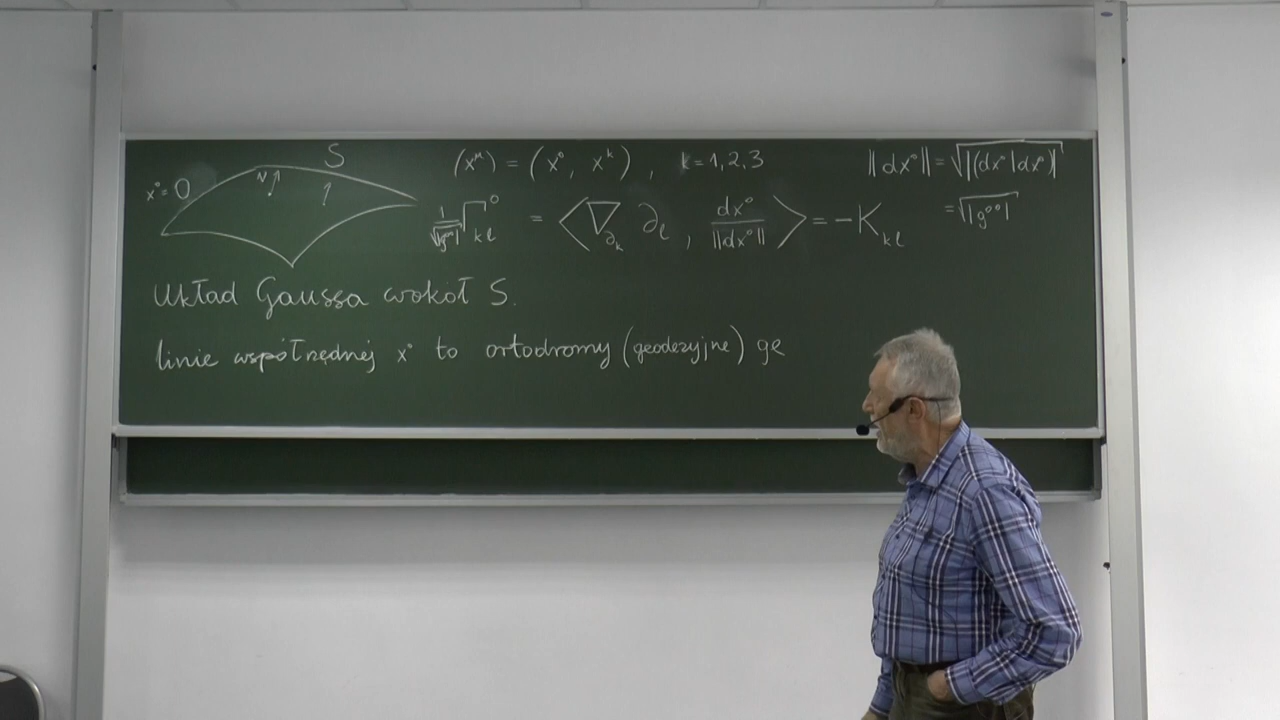 S
x⁰=0
N
(x^μ) = (x⁰, x^k), k=1,2,3
‖dx⁰‖ = √|(dx⁰|dx⁰)|
= √|g⁰⁰|
1/√|g⁰⁰| Γ⁰_kl = ⟨∇_∂k ∂_l, dx⁰/‖dx⁰‖⟩ = −K_kl
Układ Gaussa wokół S.
linie współrzędnej x⁰ to ortodromy (geodezyjne) ge